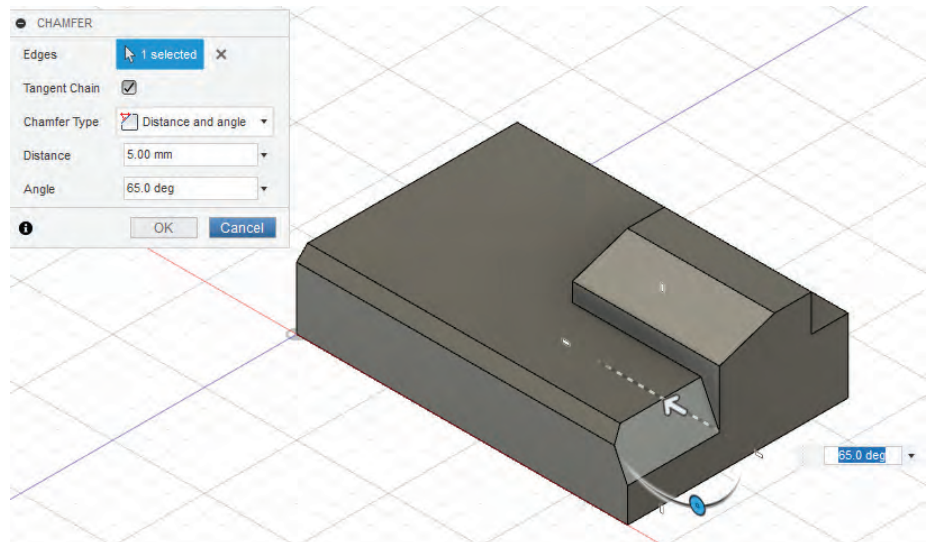 CHAMFER
Edges 1 selected
Tangent Chain
Chamfer Type Distance and angle
Distance 5.00 mm
Angle 65.0 deg
OK Cancel
65.0 deg